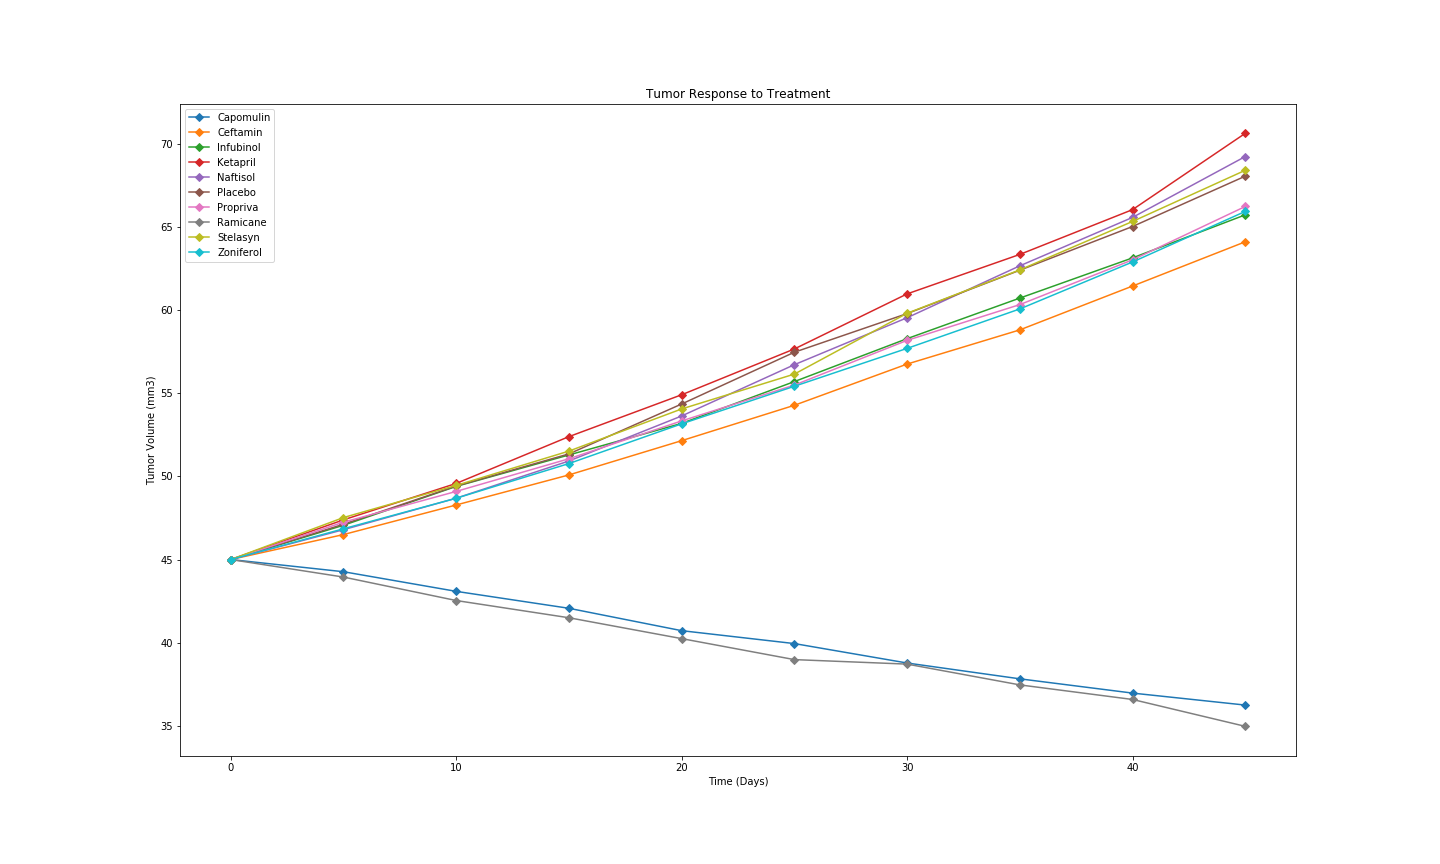 Tumor Response to Treatment
Capomulin
Ceftamin
Infubinol
Ketapril
Naftisol
Placebo
Propriva
Ramicane
Stelasyn
Zoniferol
70
65
60
55
50
45
40
35
Tumor Volume (mm3)
0 10 20 30 40
Time (Days)